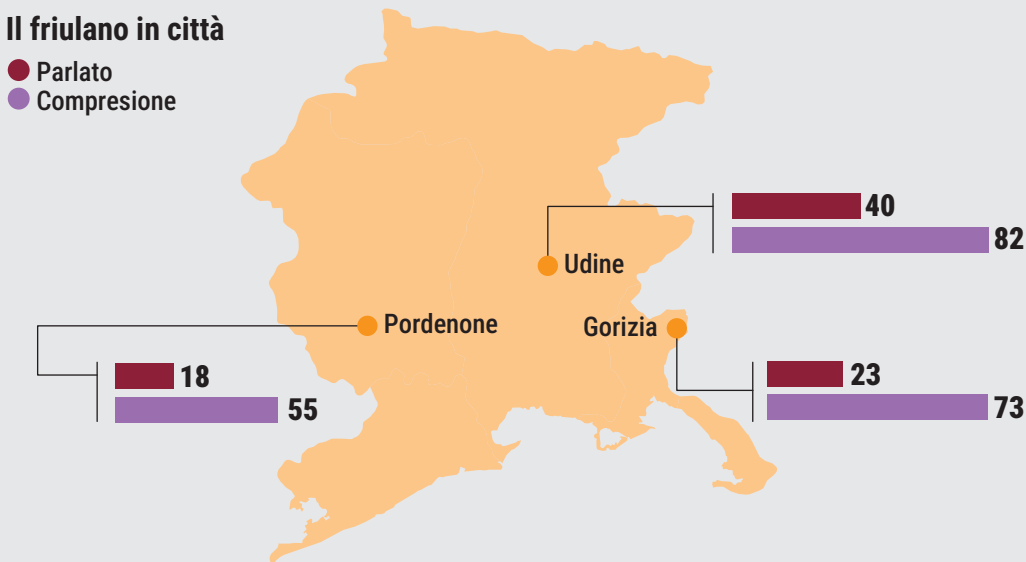 Il friulano in città
Parlato
Compresione
40
82
Udine
Pordenone
Gorizia
18
55
23
73